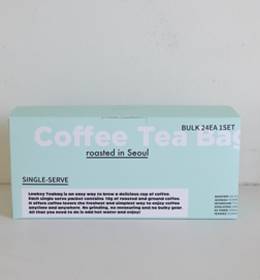 BULK 24EA 1SET
Coffee Tea Bag
roasted in Seoul
SINGLE-SERVE
Lowkey Teabag is an easy way to brew a delicious cup of coffee.
Each single serve packet contains 10g of roasted and ground coffee.
It offers coffee lovers the freshest and simplest way to enjoy coffee
anytime and anywhere. No grinding, no measuring and no bulky gear.
All that you need to do is add hot water and enjoy!